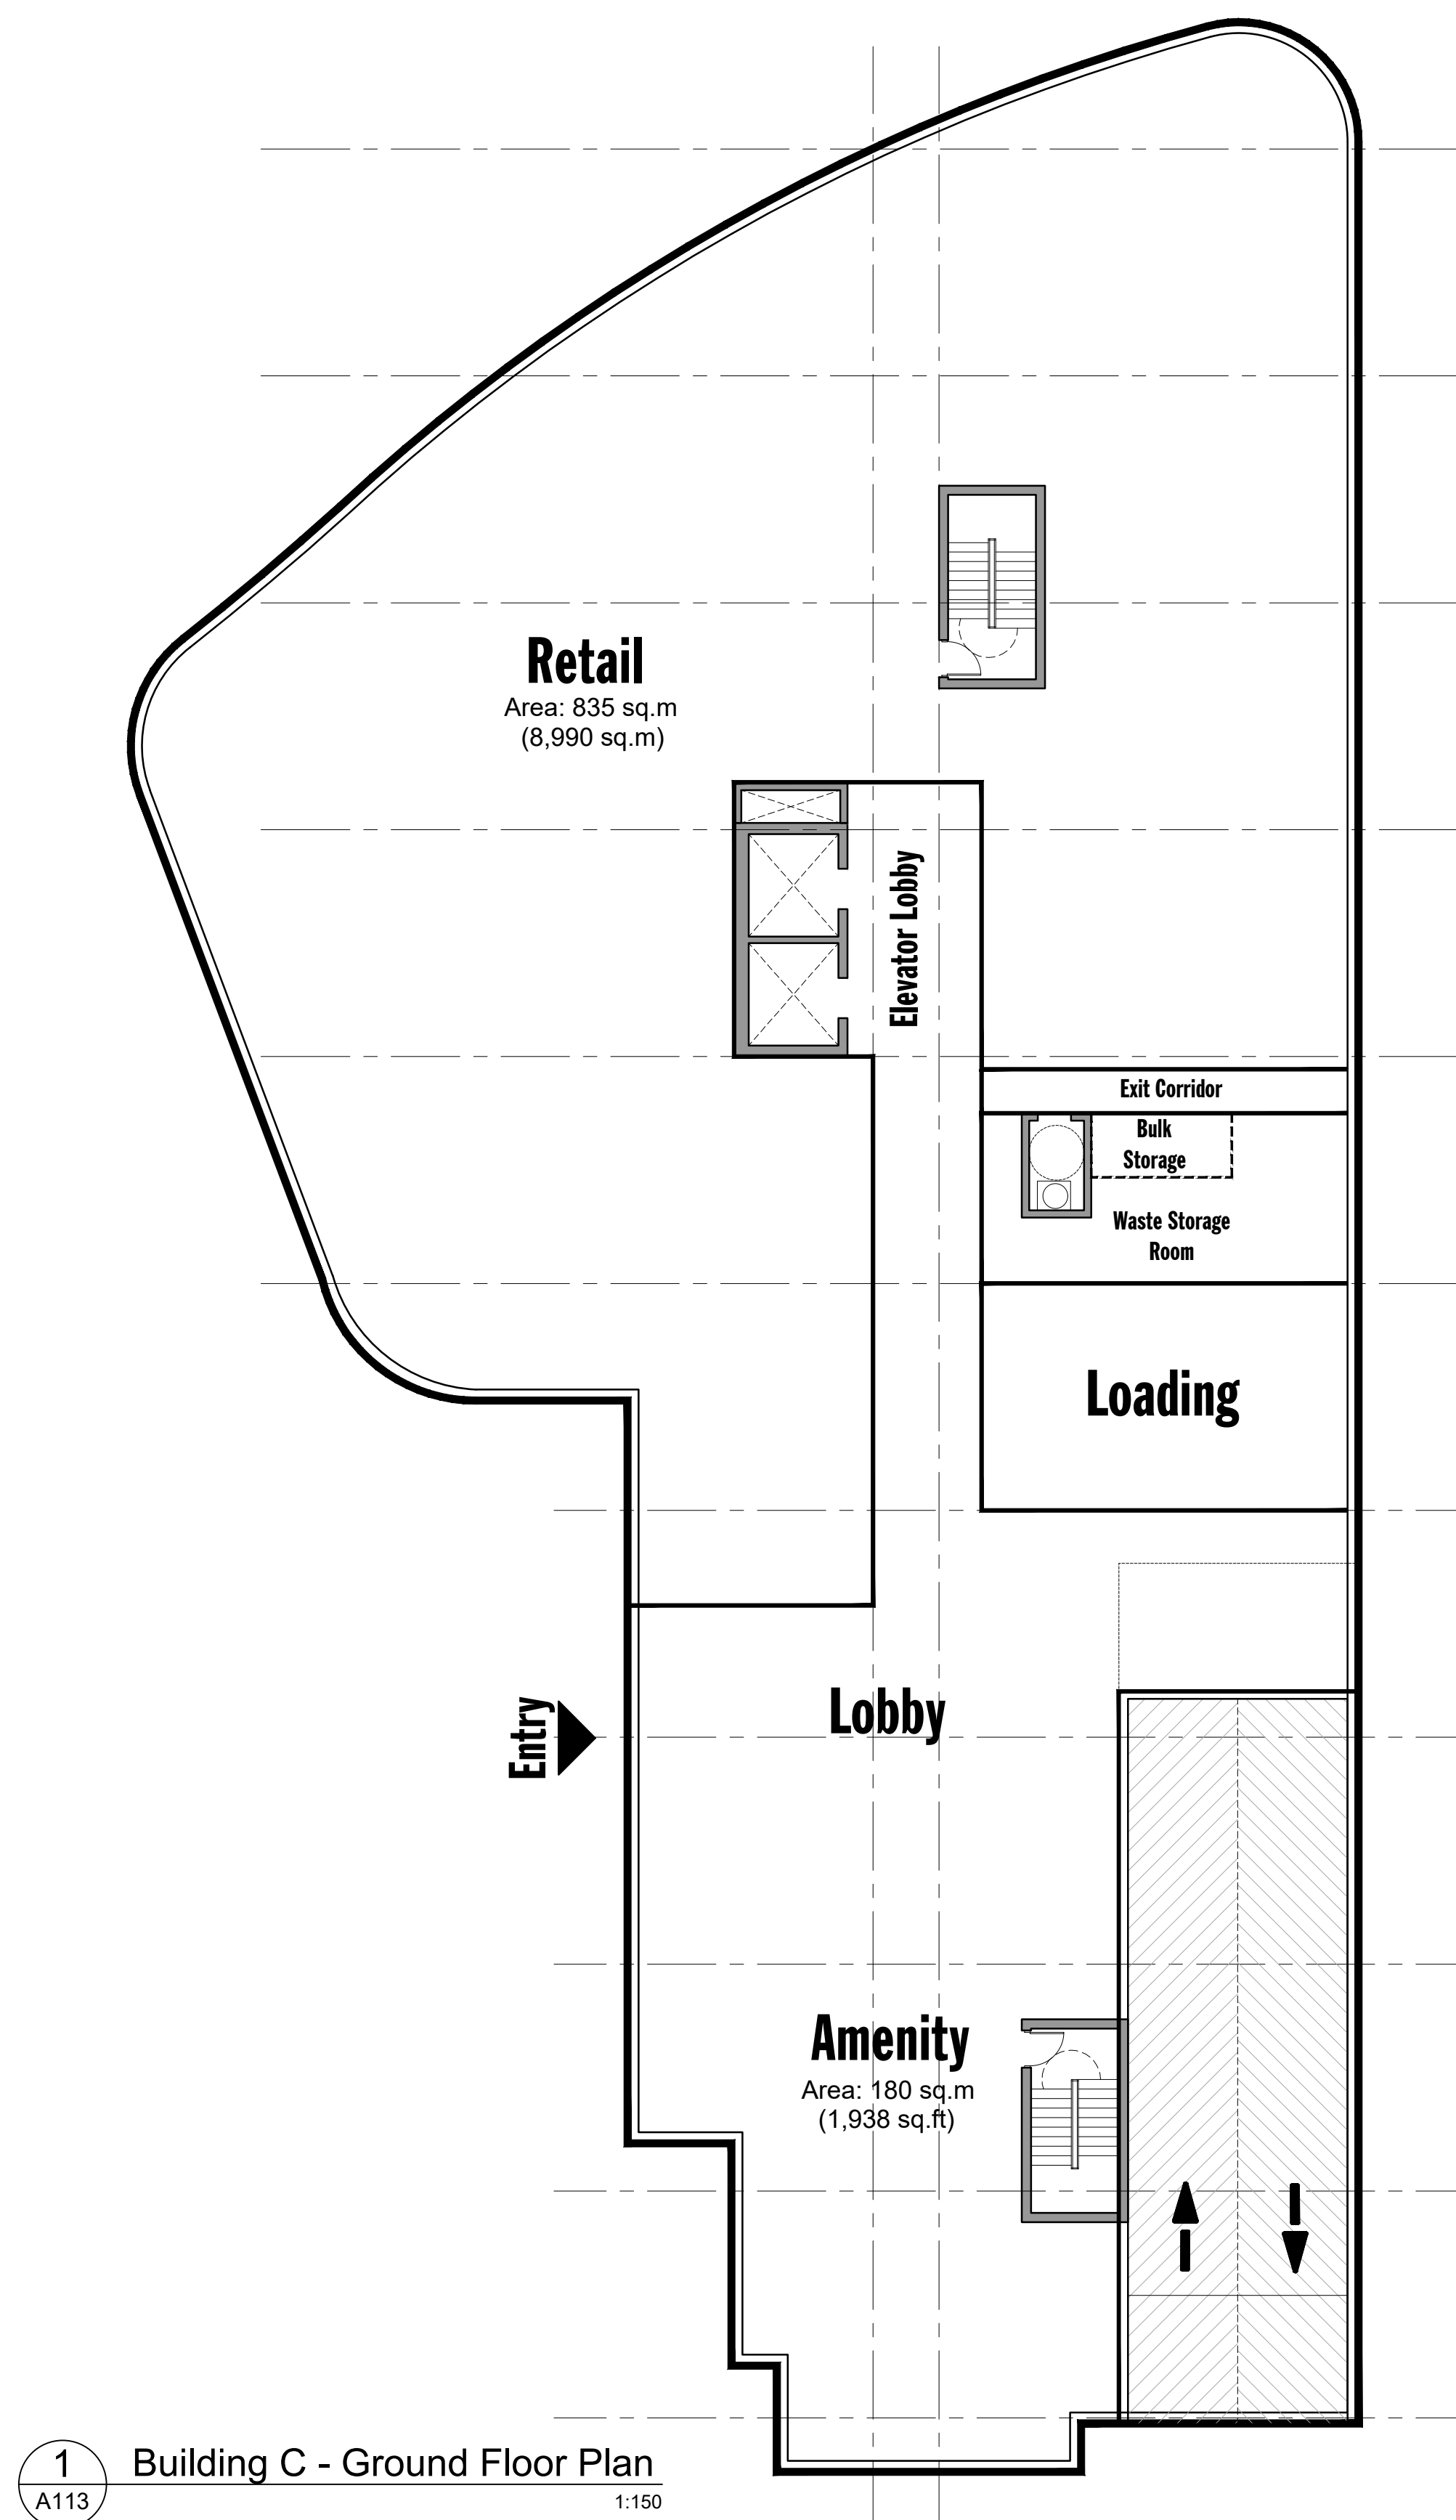 Retail
Area: 835 sq.m
(8,990 sq.m)
Elevator Lobby
Exit Corridor
Bulk
Storage
Waste Storage
Room
Loading
Entry
Lobby
Amenity
Area: 180 sq.m
(1,938 sq.ft)
1
A113
Building C - Ground Floor Plan
1:150